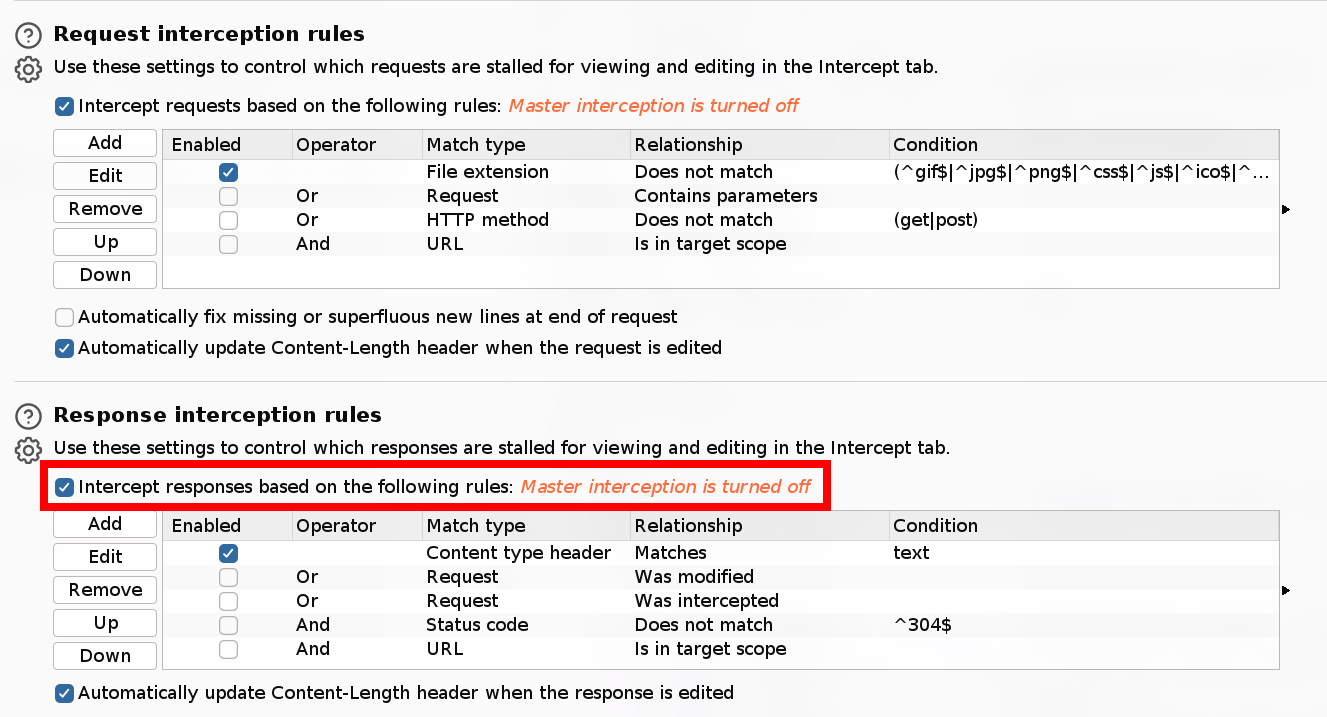 Request interception rules
Use these settings to control which requests are stalled for viewing and editing in the Intercept tab.
Intercept requests based on the following rules: Master interception is turned off
Add
Edit
Remove
Up
Down
Enabled Operator Match type Relationship Condition
File extension Does not match (^gif$|^jpg$|^png$|^css$|^js$|^ico$|^...
Or Request Contains parameters
Or HTTP method Does not match (get|post)
And URL Is in target scope
Automatically fix missing or superfluous new lines at end of request
Automatically update Content-Length header when the request is edited
Response interception rules
Use these settings to control which responses are stalled for viewing and editing in the Intercept tab.
Intercept responses based on the following rules: Master interception is turned off
Add
Edit
Remove
Up
Down
Enabled Operator Match type Relationship Condition
Content type header Matches text
Or Request Was modified
Or Request Was intercepted
And Status code Does not match ^304$
And URL Is in target scope
Automatically update Content-Length header when the response is edited